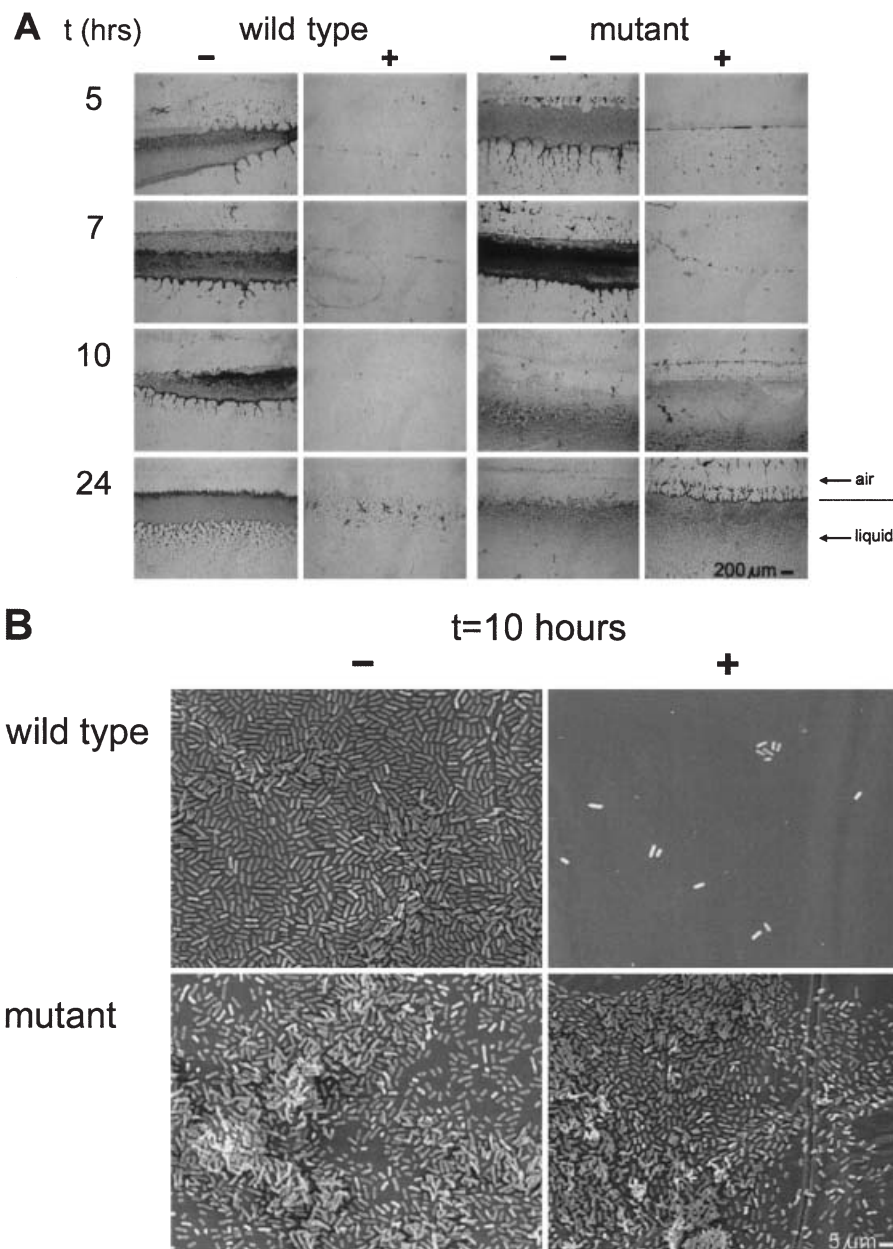 A t (hrs) wild type mutant
− + − +
5
7
10
24
air
liquid
200 µm
B t=10 hours
− +
wild type
mutant
5 µm